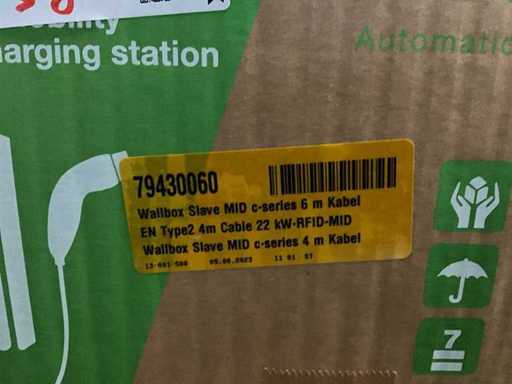 arging station
Automatic
79430060
Wallbox Slave MID c-series 6 m Kabel
EN Type2 4m Cable 22 kW-RFID-MID
Wallbox Slave MID c-series 4 m Kabel
05.06.2023
7